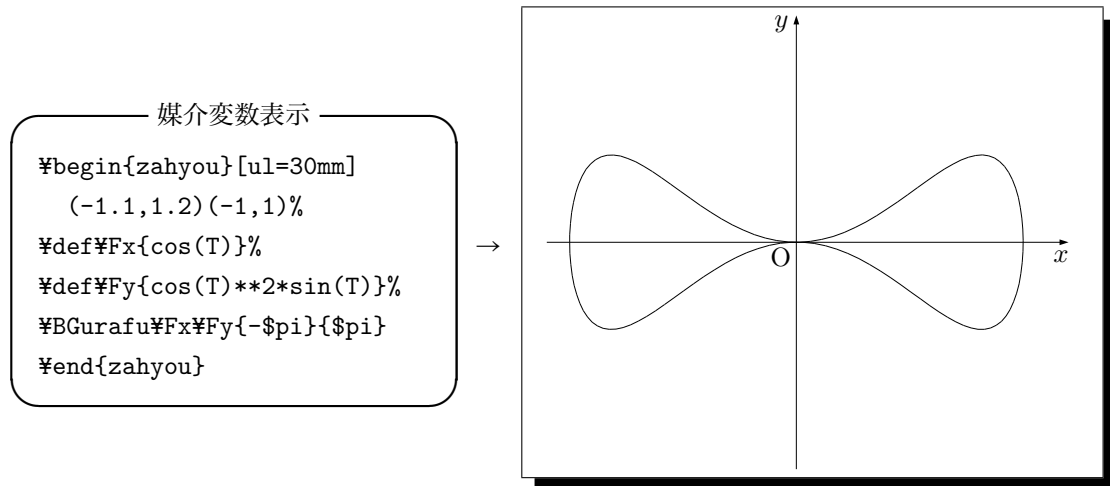 媒介変数表示
¥begin{zahyou}[ul=30mm]
(-1.1,1.2)(-1,1)%
¥def¥Fx{cos(T)}%
¥def¥Fy{cos(T)**2*sin(T)}%
¥BGurafu¥Fx¥Fy{-$pi}{$pi}
¥end{zahyou}
→
y
O
x